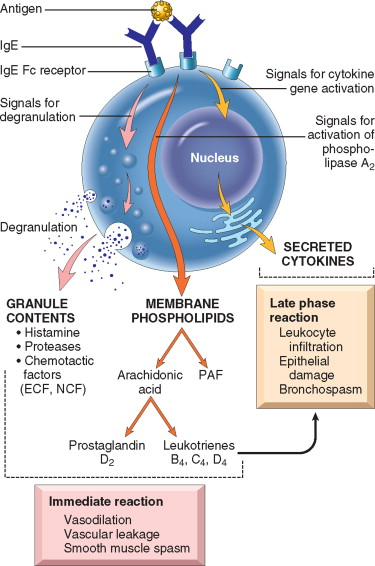 Antigen
IgE
IgE Fc receptor
Signals for
degranulation
Signals for cytokine
gene activation
Signals for
activation of
phospho-
lipase A2
Nucleus
Degranulation
SECRETED
CYTOKINES
GRANULE
CONTENTS
• Histamine
• Proteases
• Chemotactic
factors
(ECF, NCF)
MEMBRANE
PHOSPHOLIPIDS
Arachidonic
acid
PAF
Prostaglandin
D2
Leukotrienes
B4, C4, D4
Late phase
reaction
Leukocyte
infiltration
Epithelial
damage
Bronchospasm
Immediate reaction
Vasodilation
Vascular leakage
Smooth muscle spasm